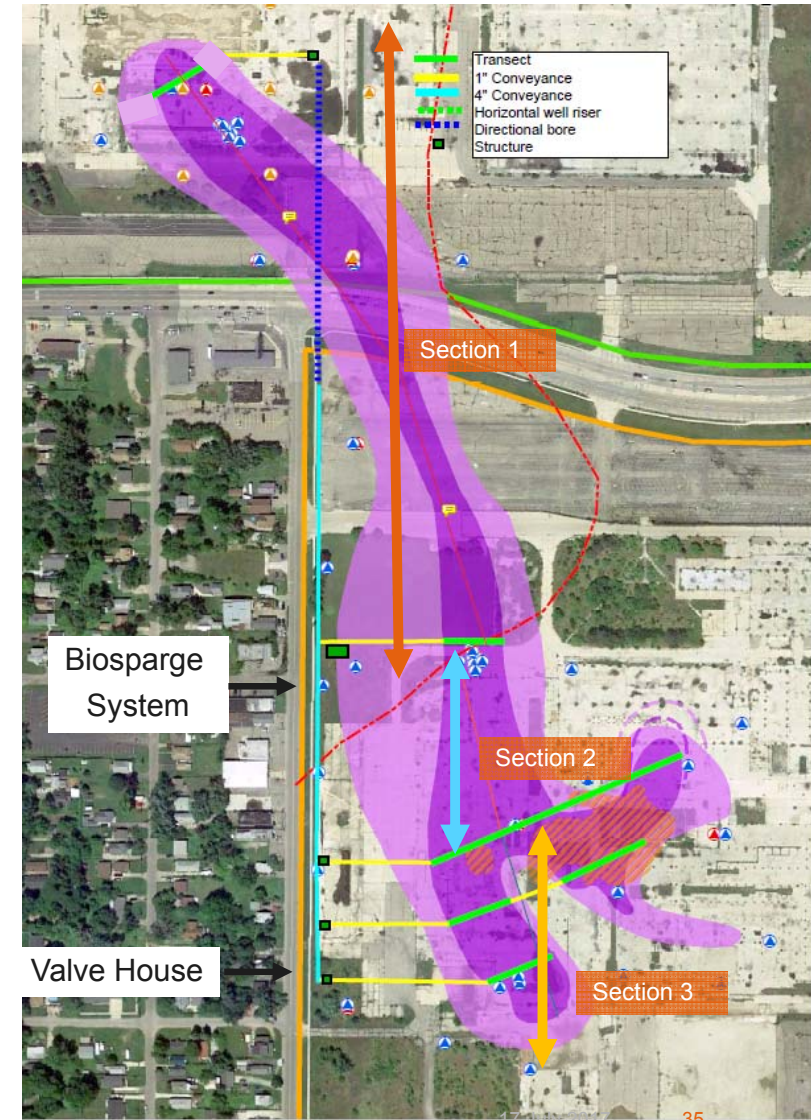 Transect
1" Conveyance
4" Conveyance
Horizontal well riser
Directional bore
Structure
Section 1
Biosparge
System
Section 2
Valve House
Section 3
35